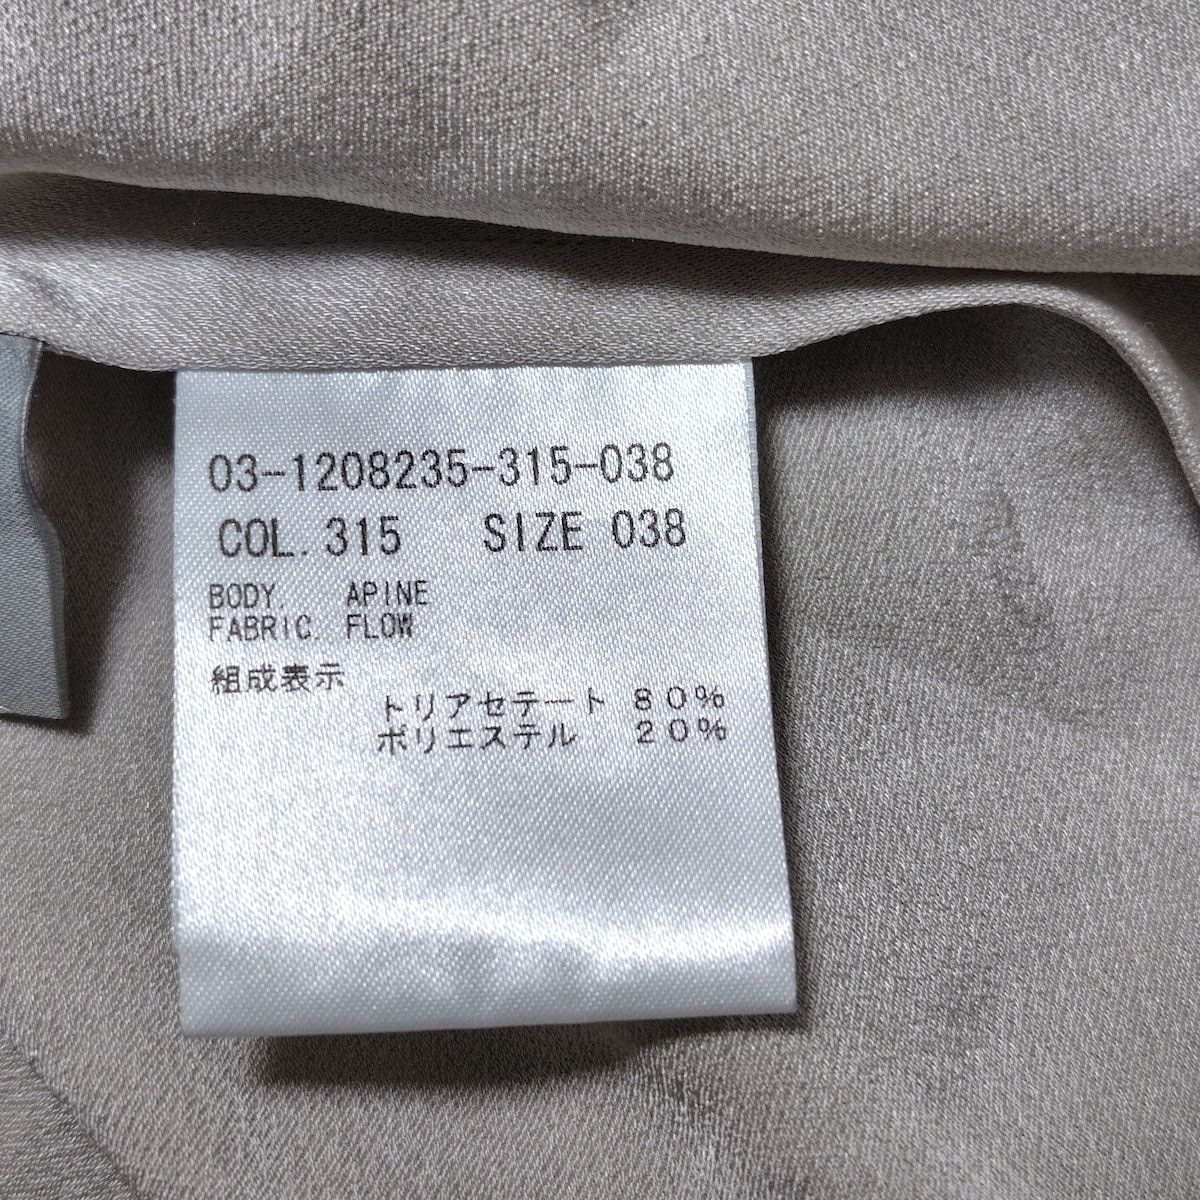 03-1208235-315-038
COL. 315 SIZE 038
BODY. APINE
FABRIC. FLOW
組成表示
トリアセテート 80%
ポリエステル 20%